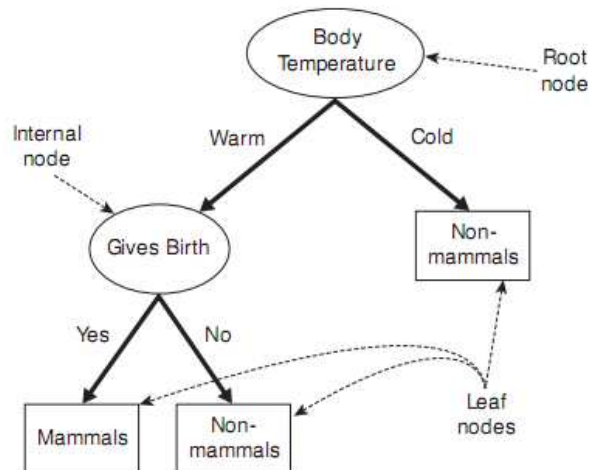 Body
Temperature
Root
node
Internal
node
Warm
Cold
Gives Birth
Non-
mammals
Yes
No
Mammals
Non-
mammals
Leaf
nodes